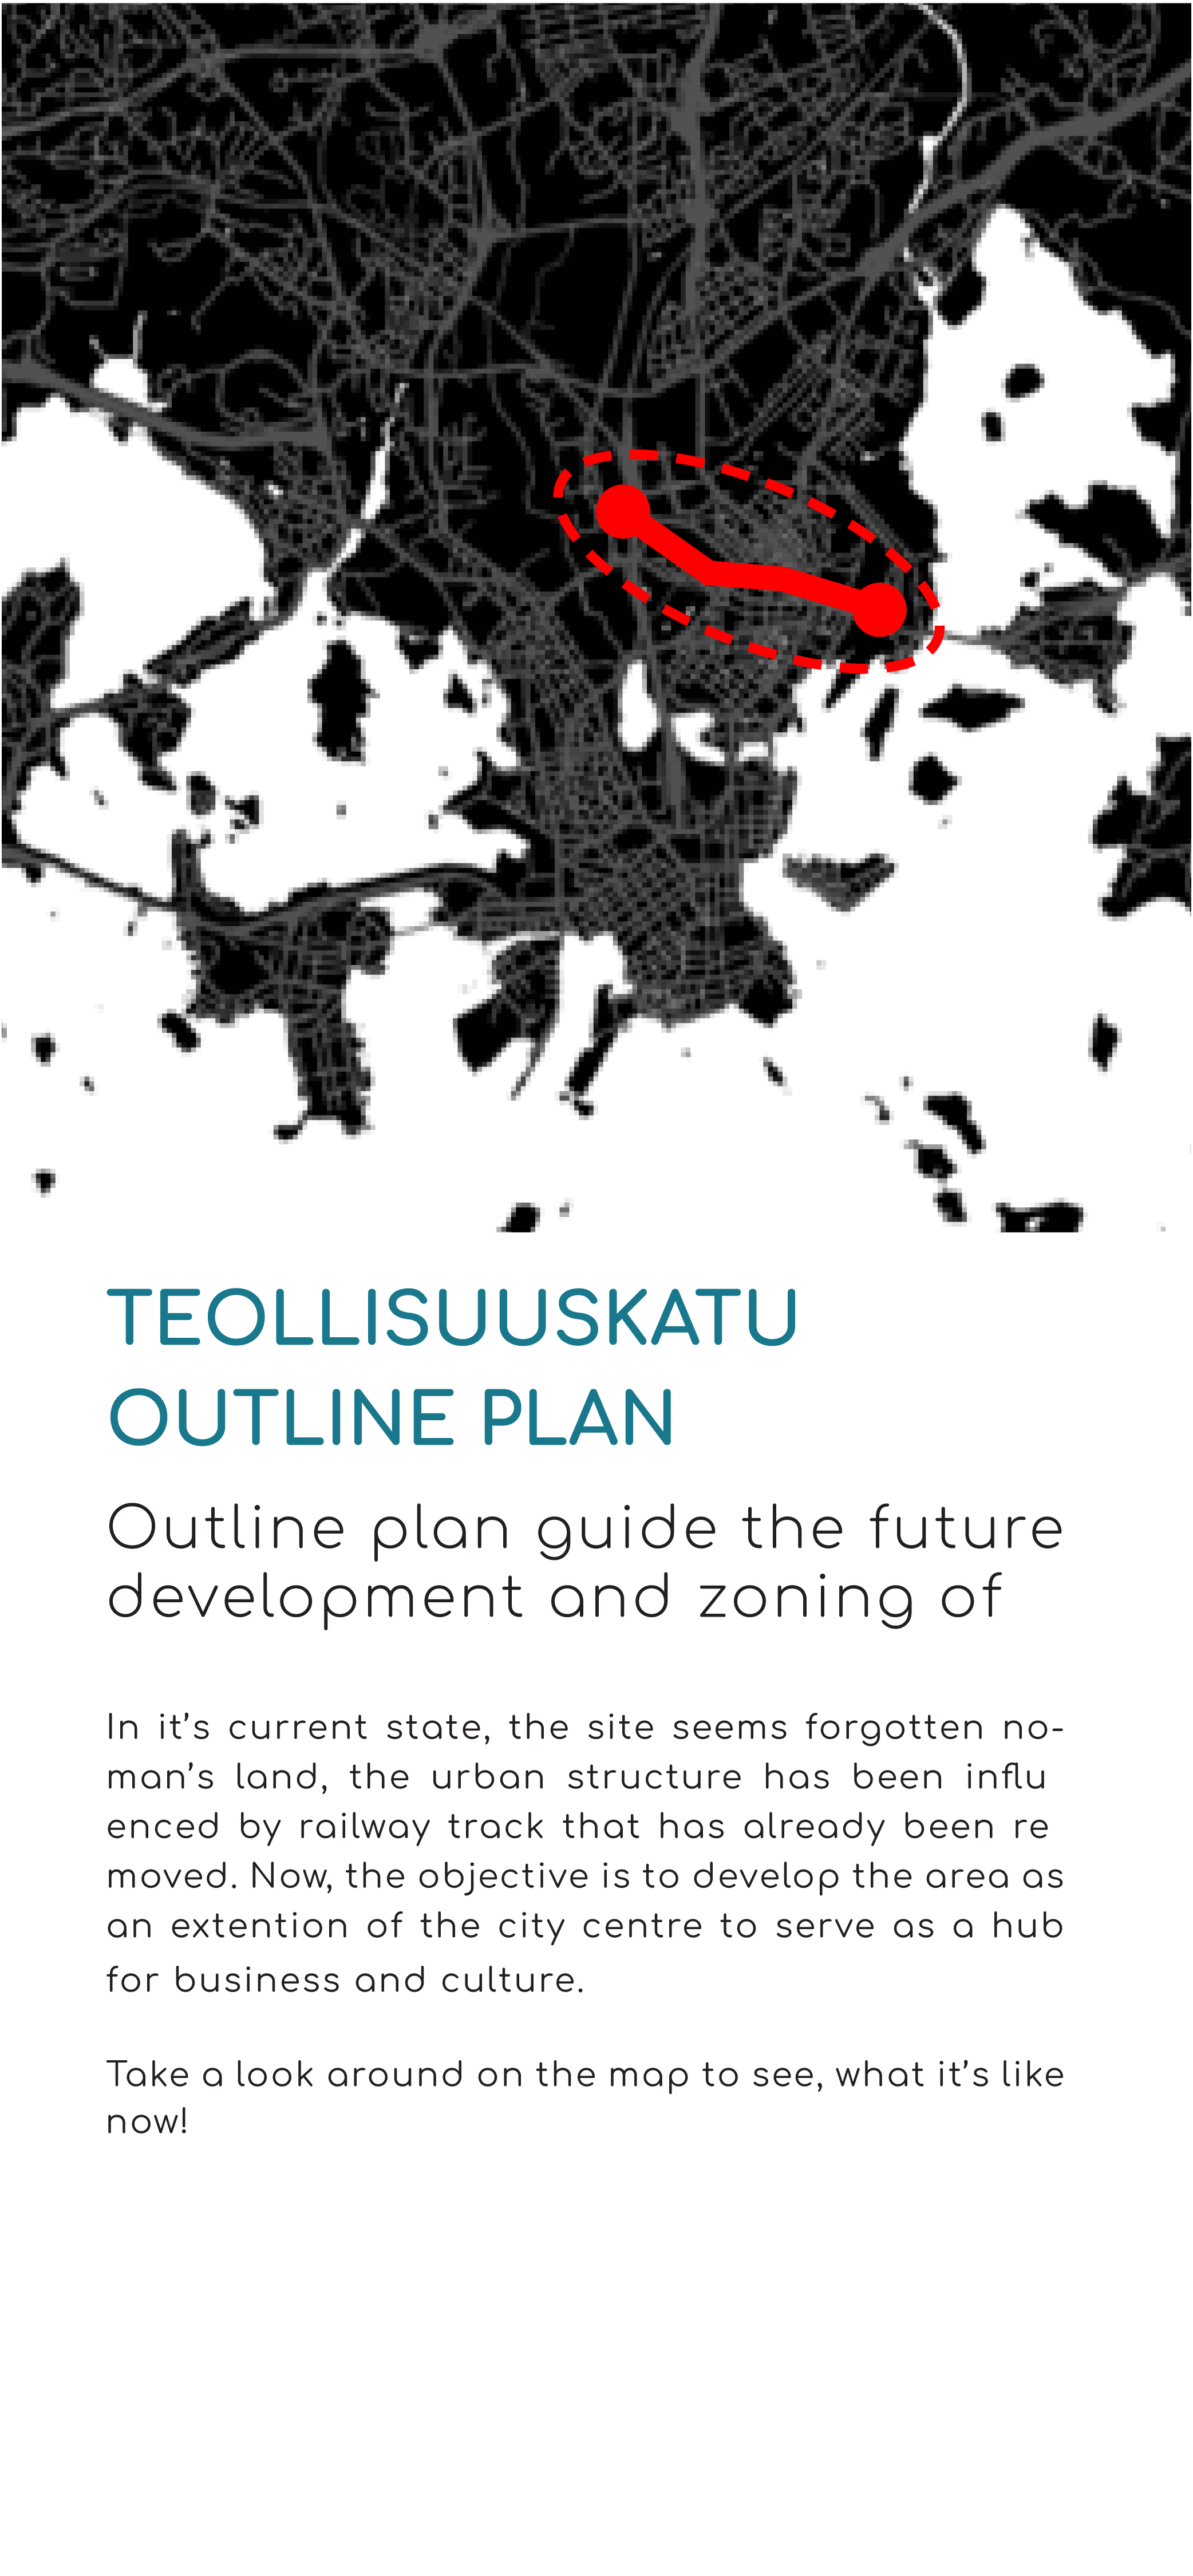 TEOLLISUUSKATU
OUTLINE PLAN
Outline plan guide the future
development and zoning of
In it’s current state, the site seems forgotten no-
man’s land, the urban structure has been influ
enced by railway track that has already been re
moved. Now, the objective is to develop the area as
an extention of the city centre to serve as a hub
for business and culture.
Take a look around on the map to see, what it’s like
now!